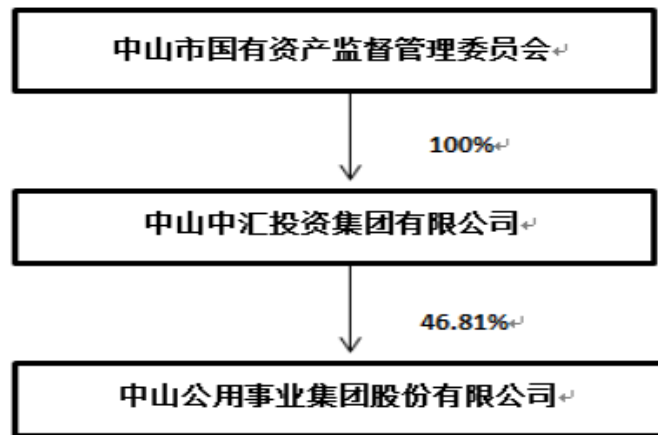 中山市国有资产监督管理委员会
100%
中山中汇投资集团有限公司
46.81%
中山公用事业集团股份有限公司